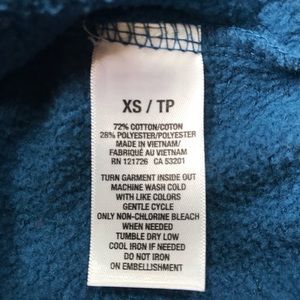 XS / TP
72% COTTON/COTON
28% POLYESTER/POLYESTER
MADE IN VIETNAM/
FABRIQUÉ AU VIETNAM
RN 121726 CA 53201
TURN GARMENT INSIDE OUT
MACHINE WASH COLD
WITH LIKE COLORS
GENTLE CYCLE
ONLY NON-CHLORINE BLEACH
WHEN NEEDED
TUMBLE DRY LOW
COOL IRON IF NEEDED
DO NOT IRON
ON EMBELLISHMENT